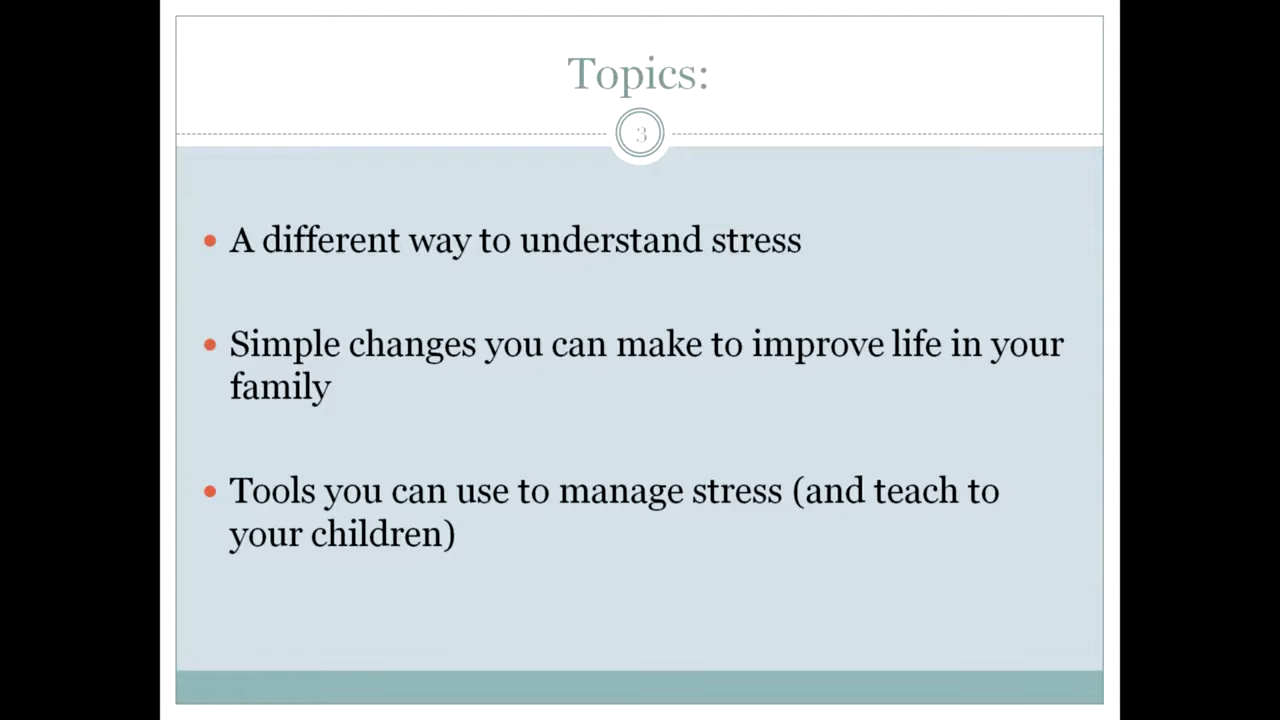 Topics:
3
A different way to understand stress
Simple changes you can make to improve life in your
family
Tools you can use to manage stress (and teach to
your children)